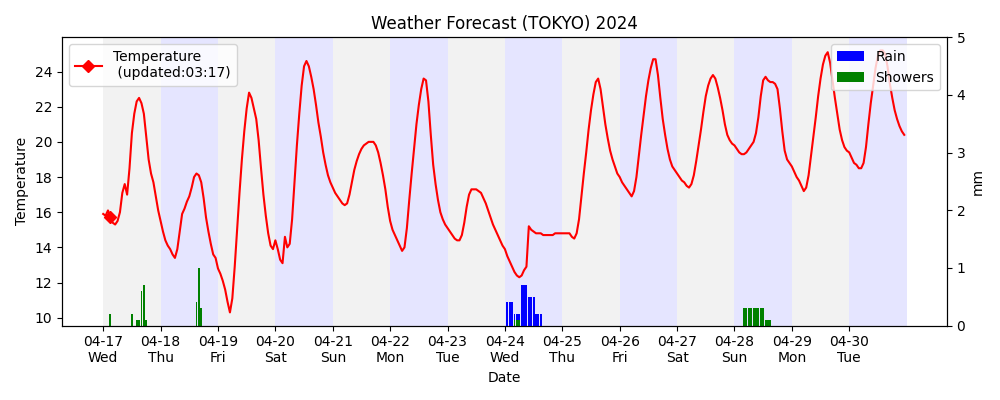 Weather Forecast (TOKYO) 2024
Temperature
(updated:03:17)
Rain
Showers
Temperature
24
22
20
18
16
14
12
10
5
4
3
2
1
0
mm
04-17 04-18 04-19 04-20 04-21 04-22 04-23 04-24 04-25 04-26 04-27 04-28 04-29 04-30
Wed Thu Fri Sat Sun Mon Tue Wed Thu Fri Sat Sun Mon Tue
Date